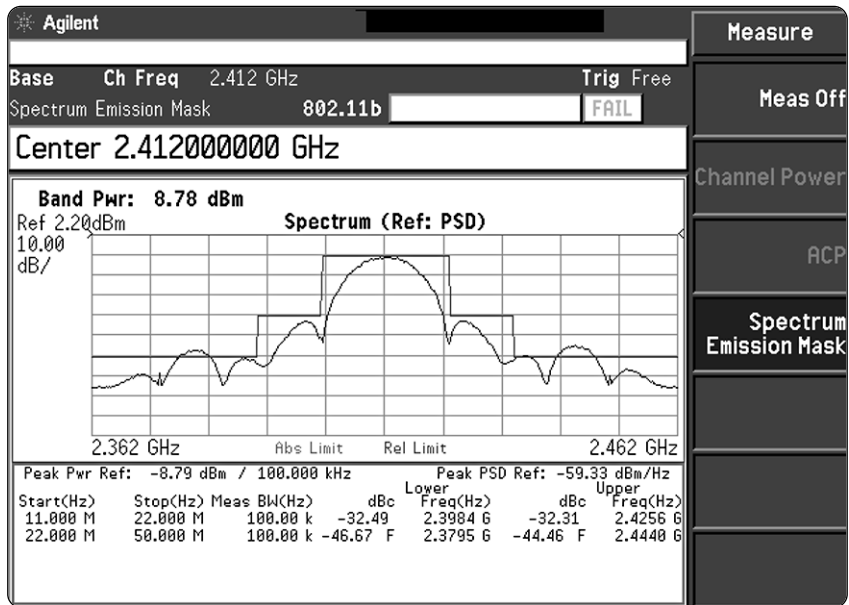 Agilent
Measure
Base Ch Freq 2.412 GHz Trig Free
Spectrum Emission Mask 802.11b FAIL
Meas Off
Center 2.412000000 GHz
Channel Power
Band Pwr: 8.78 dBm
Ref 2.20dBm Spectrum (Ref: PSD)
10.00
dB/
ACP
Spectrum
Emission Mask
2.362 GHz Abs Limit Rel Limit 2.462 GHz
Peak Pwr Ref: -8.79 dBm / 100.000 kHz Peak PSD Ref: -59.33 dBm/Hz
Lower Upper
Start(Hz) Stop(Hz) Meas BW(Hz) dBc Freq(Hz) dBc Freq(Hz)
11.000 M 22.000 M 100.00 k -32.49 2.3984 G -32.31 2.4256 G
22.000 M 50.000 M 100.00 k -46.67 F 2.3795 G -44.46 F 2.4440 G